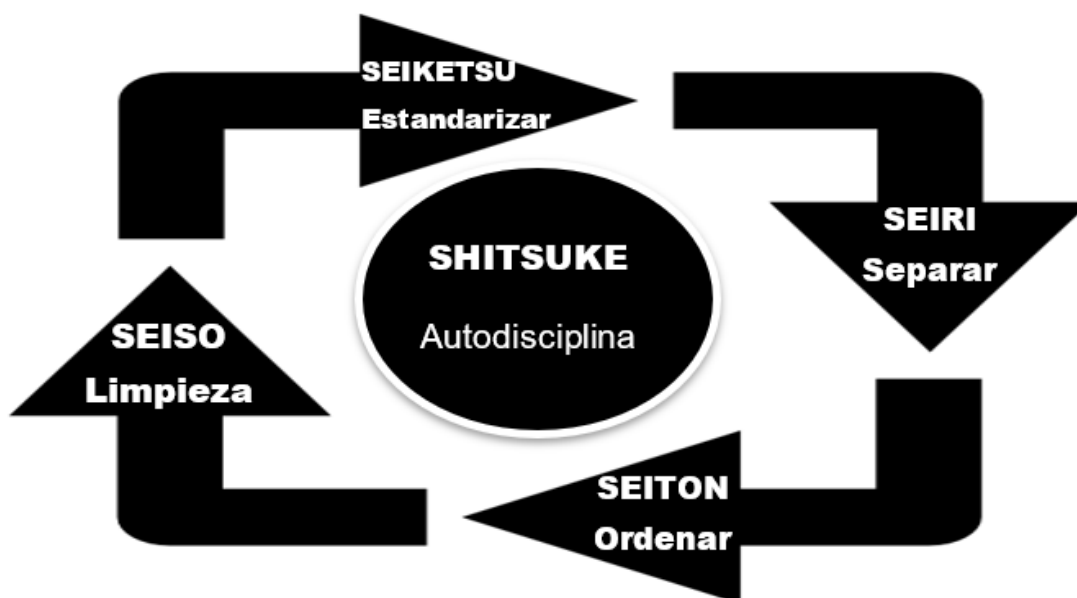 SEIKETSU
Estandarizar
SEIRI
Separar
SHITSUKE
Autodisciplina
SEISO
Limpieza
SEITON
Ordenar